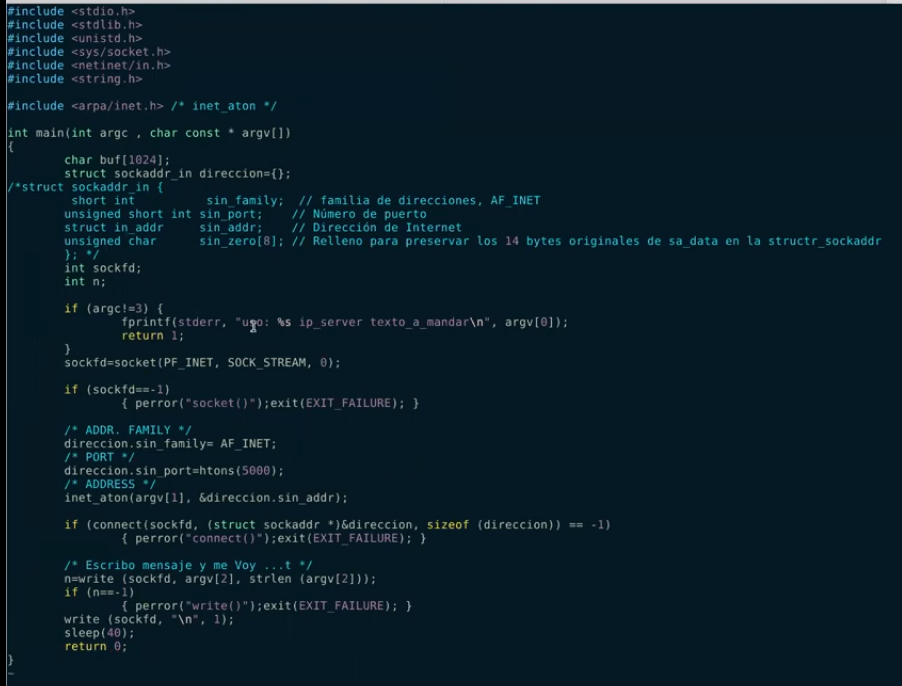 #include <stdio.h>
#include <stdlib.h>
#include <unistd.h>
#include <sys/socket.h>
#include <netinet/in.h>
#include <string.h>

#include <arpa/inet.h> /* inet_aton */

int main(int argc , char const * argv[])
{
        char buf[1024];
        struct sockaddr_in direccion={};
/*struct sockaddr_in {
         short int          sin_family;  // familia de direcciones, AF_INET
        unsigned short int sin_port;    // Número de puerto
        struct in_addr     sin_addr;    // Dirección de Internet
        unsigned char      sin_zero[8]; // Relleno para preservar los 14 bytes originales de sa_data en la structr_sockaddr
        }; */
        int sockfd;
        int n;

        if (argc!=3) {
                fprintf(stderr, "uso: %s ip_server texto_a_mandar\n", argv[0]);
                return 1;
        }
        sockfd=socket(PF_INET, SOCK_STREAM, 0);

        if (sockfd==-1)
                { perror("socket()");exit(EXIT_FAILURE); }

        /* ADDR. FAMILY */
        direccion.sin_family= AF_INET;
        /* PORT */
        direccion.sin_port=htons(5000);
        /* ADDRESS */
        inet_aton(argv[1], &direccion.sin_addr);

        if (connect(sockfd, (struct sockaddr *)&direccion, sizeof (direccion)) == -1)
                { perror("connect()");exit(EXIT_FAILURE); }

        /* Escribo mensaje y me Voy ...t */
        n=write (sockfd, argv[2], strlen (argv[2]));
        if (n==-1)
                { perror("write()");exit(EXIT_FAILURE); }
        write (sockfd, "\n", 1);
        sleep(40);
        return 0;
}
~